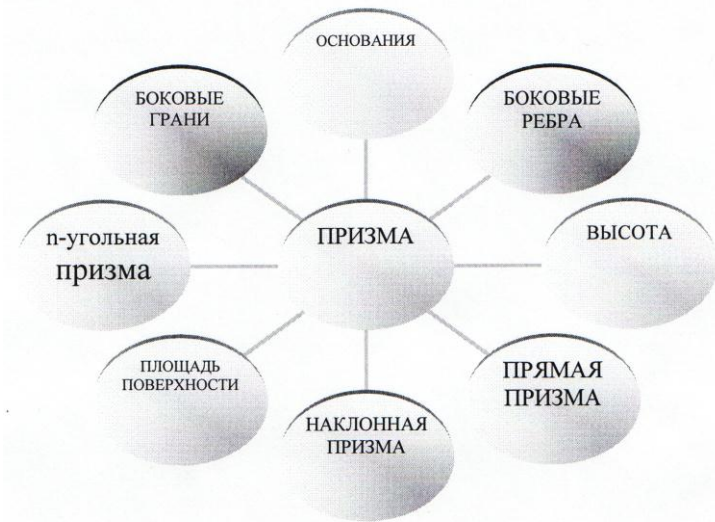 ОСНОВАНИЯ
БОКОВЫЕ
ГРАНИ
БОКОВЫЕ
РЕБРА
n-угольная
призма
ПРИЗМА
ВЫСОТА
ПЛОЩАДЬ
ПОВЕРХНОСТИ
НАКЛОННАЯ
ПРИЗМА
ПРЯМАЯ
ПРИЗМА